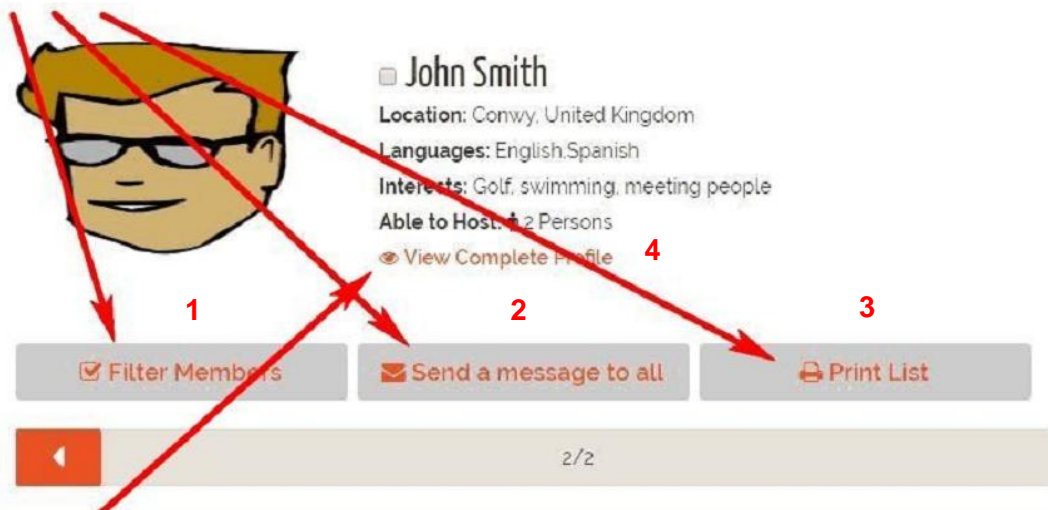 John Smith
Location: Conwy, United Kingdom
Languages: English,Spanish
Interests: Golf, swimming, meeting people
Able to Host: 2 Persons
View Complete Profile 4
1 2 3
Filter Members Send a message to all Print List
2/2